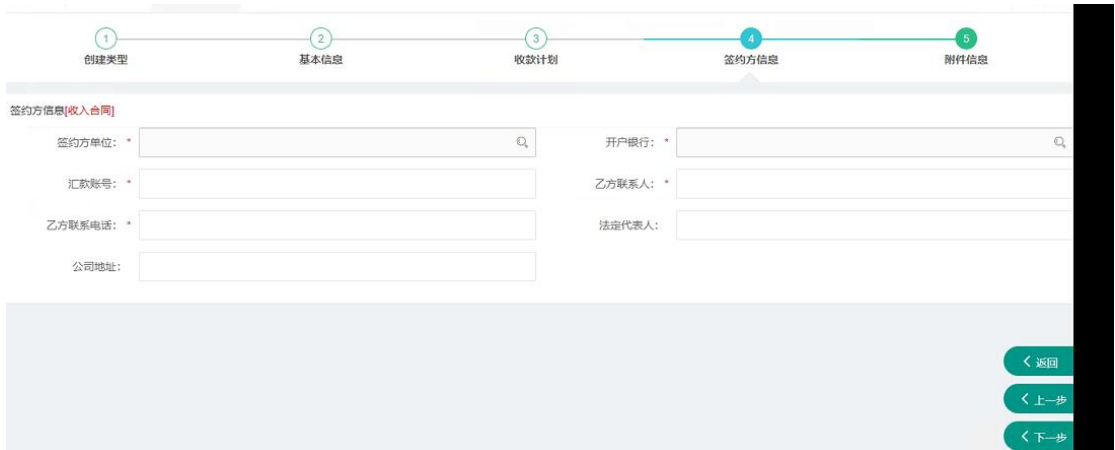 1 2 3 4 5
创建类型 基本信息 收款计划 签约方信息 附件信息
签约方信息[收入合同]
签约方单位： * 开户银行： *
汇款账号： * 乙方联系人： *
乙方联系电话： * 法定代表人：
公司地址：
< 返回
< 上一步
< 下一步